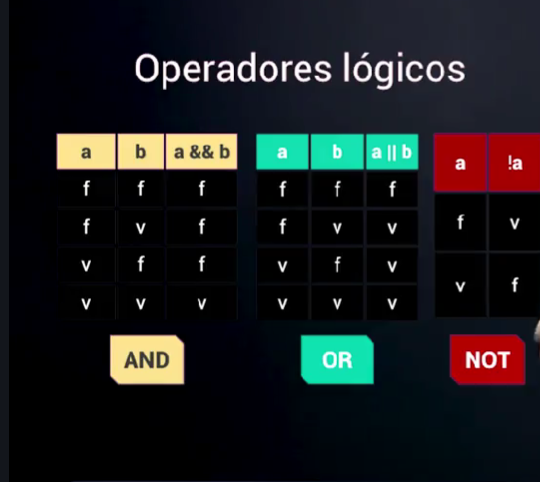 Operadores lógicos
a b a && b a b a || b a !a
f f f f f f
f v f f v v f v
v f f v f v
v v v v v v v f
AND OR NOT